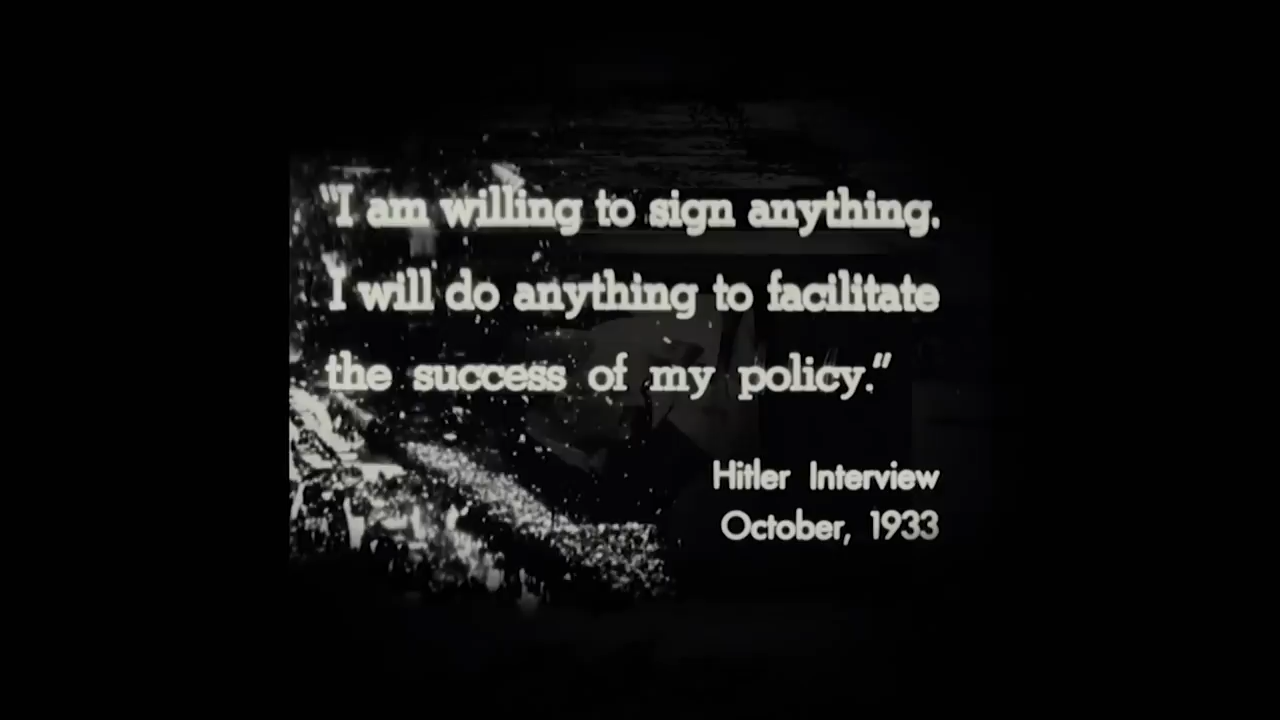 "I am willing to sign anything.
I will do anything to facilitate
the success of my policy."
Hitler Interview
October, 1933